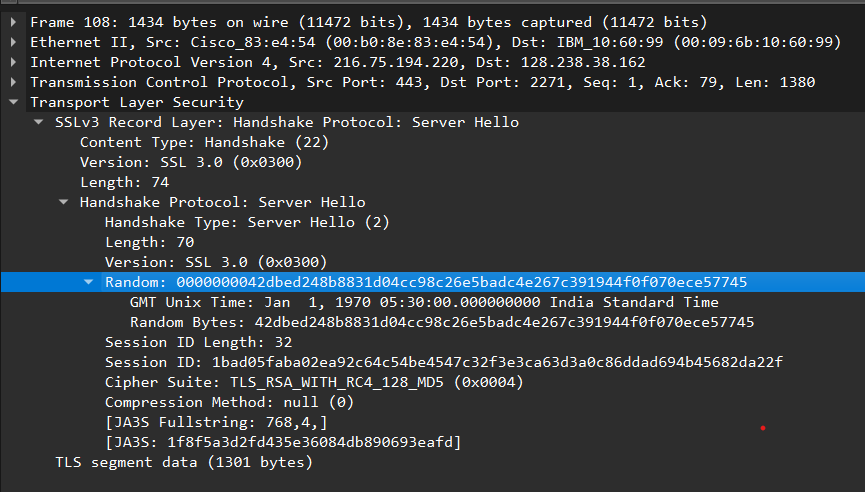 Frame 108: 1434 bytes on wire (11472 bits), 1434 bytes captured (11472 bits)
Ethernet II, Src: Cisco_83:e4:54 (00:b0:8e:83:e4:54), Dst: IBM_10:60:99 (00:09:6b:10:60:99)
Internet Protocol Version 4, Src: 216.75.194.220, Dst: 128.238.38.162
Transmission Control Protocol, Src Port: 443, Dst Port: 2271, Seq: 1, Ack: 79, Len: 1380
Transport Layer Security
SSLv3 Record Layer: Handshake Protocol: Server Hello
Content Type: Handshake (22)
Version: SSL 3.0 (0x0300)
Length: 74
Handshake Protocol: Server Hello
Handshake Type: Server Hello (2)
Length: 70
Version: SSL 3.0 (0x0300)
Random: 0000000042dbed248b8831d04cc98c26e5badc4e267c391944f0f070ece57745
GMT Unix Time: Jan  1, 1970 05:30:00.000000000 India Standard Time
Random Bytes: 42dbed248b8831d04cc98c26e5badc4e267c391944f0f070ece57745
Session ID Length: 32
Session ID: 1bad05faba02ea92c64c54be4547c32f3e3ca63d3a0c86ddad694b45682da22f
Cipher Suite: TLS_RSA_WITH_RC4_128_MD5 (0x0004)
Compression Method: null (0)
[JA3S Fullstring: 768,4,]
[JA3S: 1f8f5a3d2fd435e36084db890693eafd]
TLS segment data (1301 bytes)